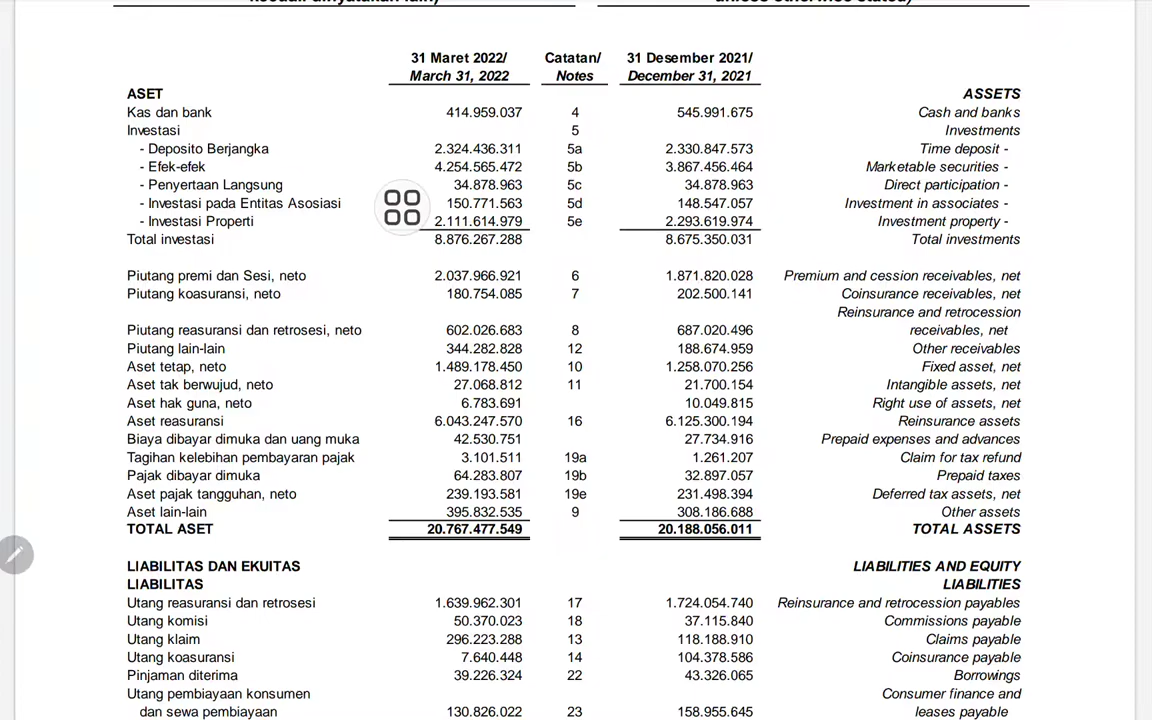 31 Maret 2022/ Catatan/ 31 Desember 2021/
March 31, 2022 Notes December 31, 2021
ASET ASSETS
Kas dan bank 414.959.037 4 545.991.675 Cash and banks
Investasi 5 Investments
- Deposito Berjangka 2.324.436.311 5a 2.330.847.573 Time deposit -
- Efek-efek 4.254.565.472 5b 3.867.456.464 Marketable securities -
- Penyertaan Langsung 34.878.963 5c 34.878.963 Direct participation -
- Investasi pada Entitas Asosiasi 150.771.563 5d 148.547.057 Investment in associates -
- Investasi Properti 2.111.614.979 5e 2.293.619.974 Investment property -
Total investasi 8.876.267.288 8.675.350.031 Total investments
Piutang premi dan Sesi, neto 2.037.966.921 6 1.871.820.028 Premium and cession receivables, net
Piutang koasuransi, neto 180.754.085 7 202.500.141 Coinsurance receivables, net
Reinsurance and retrocession
Piutang reasuransi dan retrosesi, neto 602.026.683 8 687.020.496 receivables, net
Piutang lain-lain 344.282.828 12 188.674.959 Other receivables
Aset tetap, neto 1.489.178.450 10 1.258.070.256 Fixed asset, net
Aset tak berwujud, neto 27.068.812 11 21.700.154 Intangible assets, net
Aset hak guna, neto 6.783.691 10.049.815 Right use of assets, net
Aset reasuransi 6.043.247.570 16 6.125.300.194 Reinsurance assets
Biaya dibayar dimuka dan uang muka 42.530.751 27.734.916 Prepaid expenses and advances
Tagihan kelebihan pembayaran pajak 3.101.511 19a 1.261.207 Claim for tax refund
Pajak dibayar dimuka 64.283.807 19b 32.897.057 Prepaid taxes
Aset pajak tangguhan, neto 239.193.581 19e 231.498.394 Deferred tax assets, net
Aset lain-lain 395.832.535 9 308.186.688 Other assets
TOTAL ASET 20.767.477.549 20.188.056.011 TOTAL ASSETS
LIABILITAS DAN EKUITAS LIABILITIES AND EQUITY
LIABILITAS LIABILITIES
Utang reasuransi dan retrosesi 1.639.962.301 17 1.724.054.740 Reinsurance and retrocession payables
Utang komisi 50.370.023 18 37.115.840 Commissions payable
Utang klaim 296.223.288 13 118.188.910 Claims payable
Utang koasuransi 7.640.448 14 104.378.586 Coinsurance payable
Pinjaman diterima 39.226.324 22 43.326.065 Borrowings
Utang pembiayaan konsumen Consumer finance and
dan sewa pembiayaan 130.826.022 23 158.955.645 leases payable